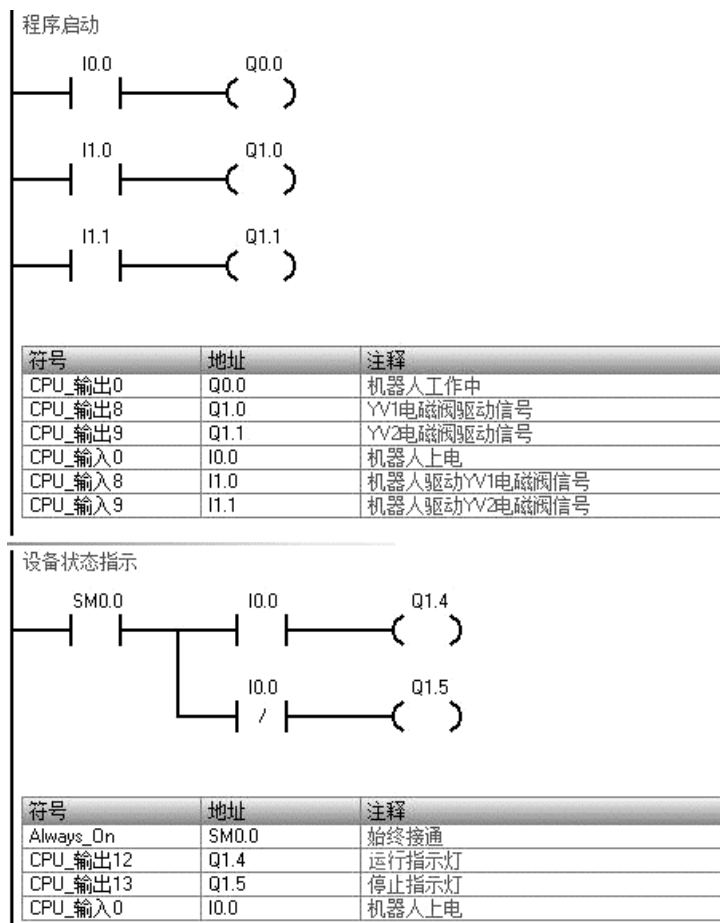 程序启动
I0.0 Q0.0
I1.0 Q1.0
I1.1 Q1.1
符号 地址 注释
CPU_输出0 Q0.0 机器人工作中
CPU_输出8 Q1.0 YV1电磁阀驱动信号
CPU_输出9 Q1.1 YV2电磁阀驱动信号
CPU_输入0 I0.0 机器人上电
CPU_输入8 I1.0 机器人驱动YV1电磁阀信号
CPU_输入9 I1.1 机器人驱动YV2电磁阀信号
设备状态指示
SM0.0 I0.0 Q1.4
I0.0 Q1.5
/
符号 地址 注释
Always_On SM0.0 始终接通
CPU_输出12 Q1.4 运行指示灯
CPU_输出13 Q1.5 停止指示灯
CPU_输入0 I0.0 机器人上电